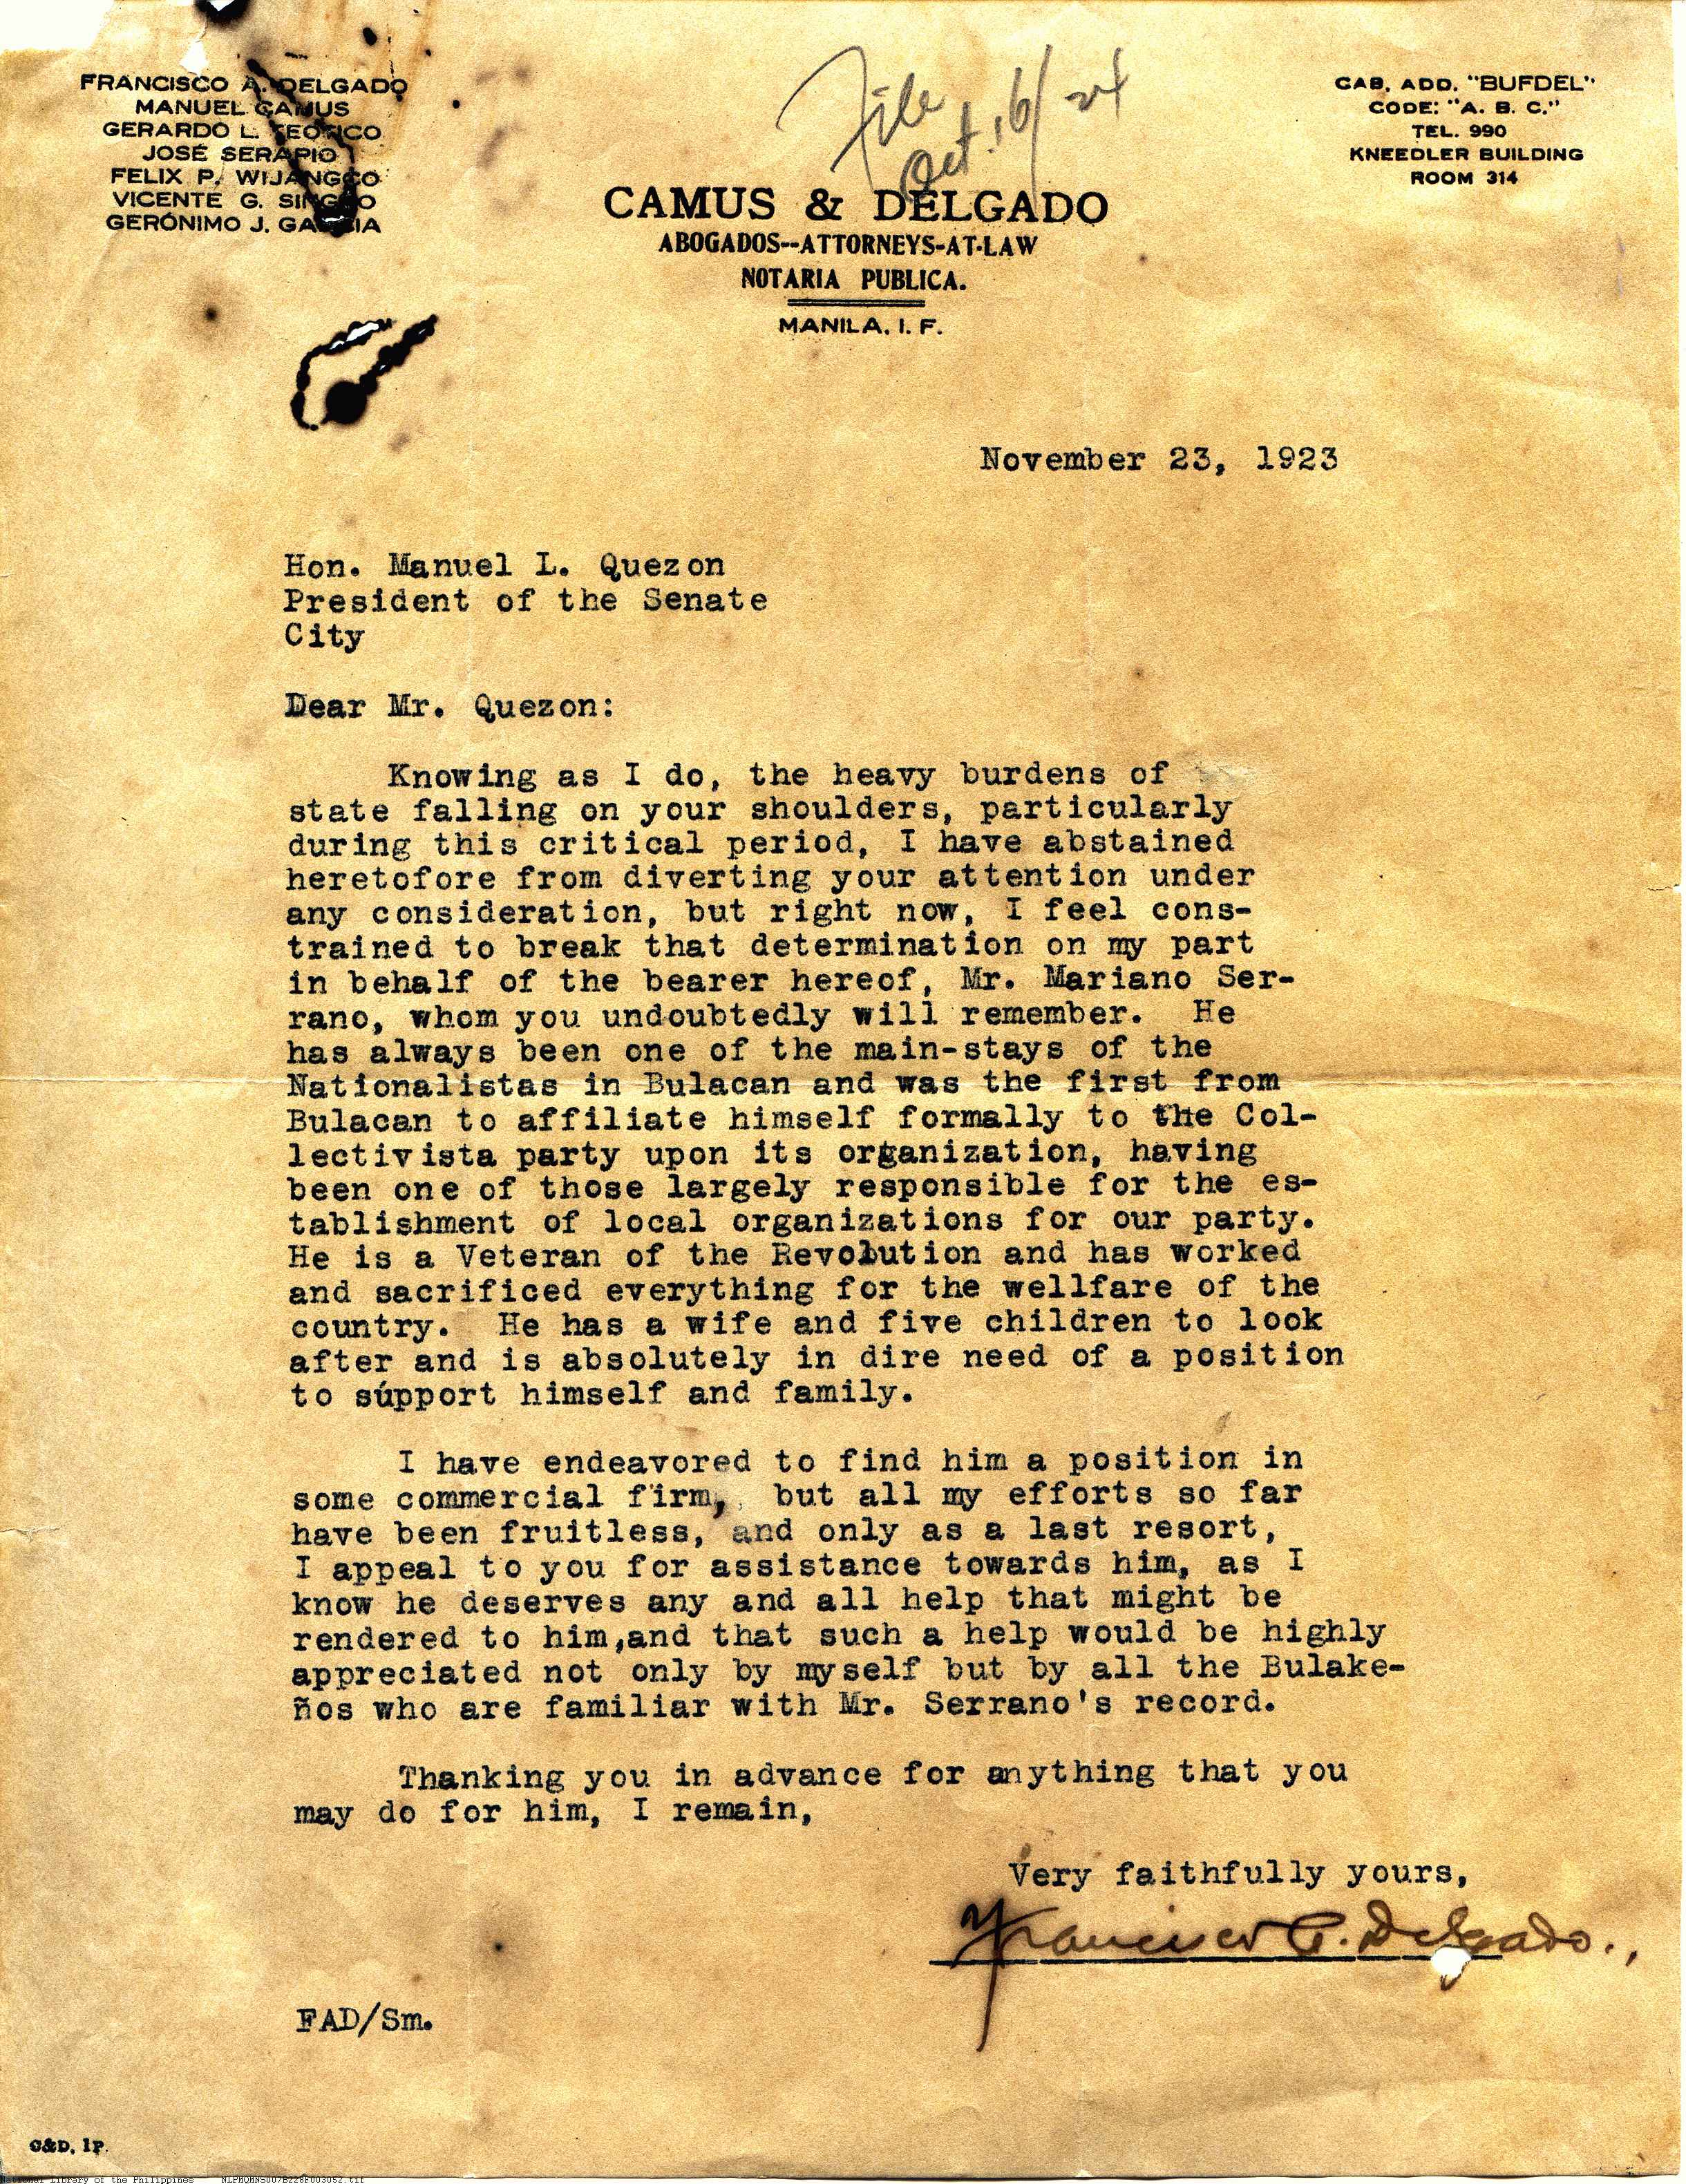 FRANCISCO A. DELGADO
MANUEL CAMUS
GERARDO L. TEOTICO
JOSÉ SERAPIO
FELIX P. WIJANGCO
VICENTE G. SINGCO
GERÓNIMO J. GARCIA
File
Oct. 16/24
CAB. ADD. "BUFDEL"
CODE: "A. B. C."
TEL. 990
KNEEDLER BUILDING
ROOM 314
CAMUS & DELGADO
ABOGADOS--ATTORNEYS-AT-LAW
NOTARIA PUBLICA.
MANILA, I. F.
November 23, 1923
Hon. Manuel L. Quezon
President of the Senate
City
Dear Mr. Quezon:
Knowing as I do, the heavy burdens of
state falling on your shoulders, particularly
during this critical period, I have abstained
heretofore from diverting your attention under
any consideration, but right now, I feel cons-
trained to break that determination on my part
in behalf of the bearer hereof, Mr. Mariano Ser-
rano, whom you undoubtedly will remember. He
has always been one of the main-stays of the
Nationalistas in Bulacan and was the first from
Bulacan to affiliate himself formally to the Col-
lectivista party upon its organization, having
been one of those largely responsible for the es-
tablishment of local organizations for our party.
He is a Veteran of the Revolution and has worked
and sacrificed everything for the wellfare of the
country. He has a wife and five children to look
after and is absolutely in dire need of a position
to súpport himself and family.
I have endeavored to find him a position in
some commercial firm, but all my efforts so far
have been fruitless, and only as a last resort,
I appeal to you for assistance towards him, as I
know he deserves any and all help that might be
rendered to him,and that such a help would be highly
appreciated not only by myself but by all the Bulake-
ños who are familiar with Mr. Serrano's record.
Thanking you in advance for anything that you
may do for him, I remain,
Very faithfully yours,
Francisco A. Delgado.,
FAD/Sm.
C&D. 1P.
National Library of the Philippines NLPMQMNS007B228F003052.tif